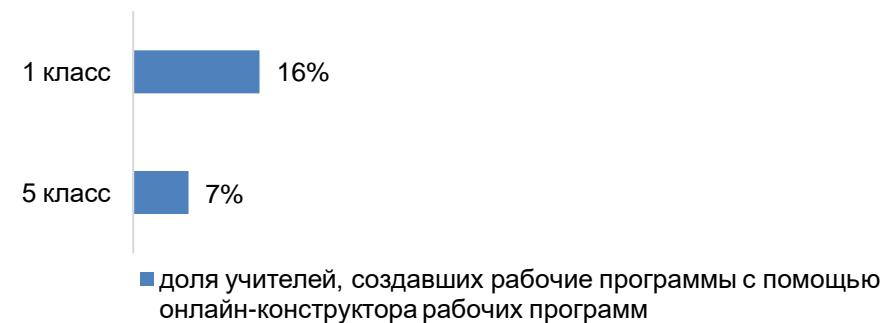 1 класс
16%
5 класс
7%
доля учителей, создавших рабочие программы с помощью
онлайн-конструктора рабочих программ